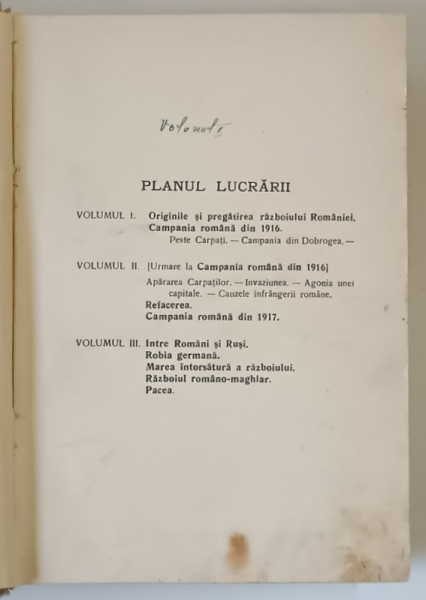 Volumul I
PLANUL LUCRĂRII
VOLUMUL I. Originile și pregătirea războiului României.
Campania română din 1916.
Peste Carpați. — Campania din Dobrogea. —
VOLUMUL II. [Urmare la Campania română din 1916]
Apărarea Carpaților. — Invaziunea. — Agonia unei
capitale. — Cauzele înfrângerii române.
Refacerea.
Campania română din 1917.
VOLUMUL III. Intre Români și Ruși.
Robia germană.
Marea întorsătură a războiului.
Războiul româno-maghiar.
Pacea.